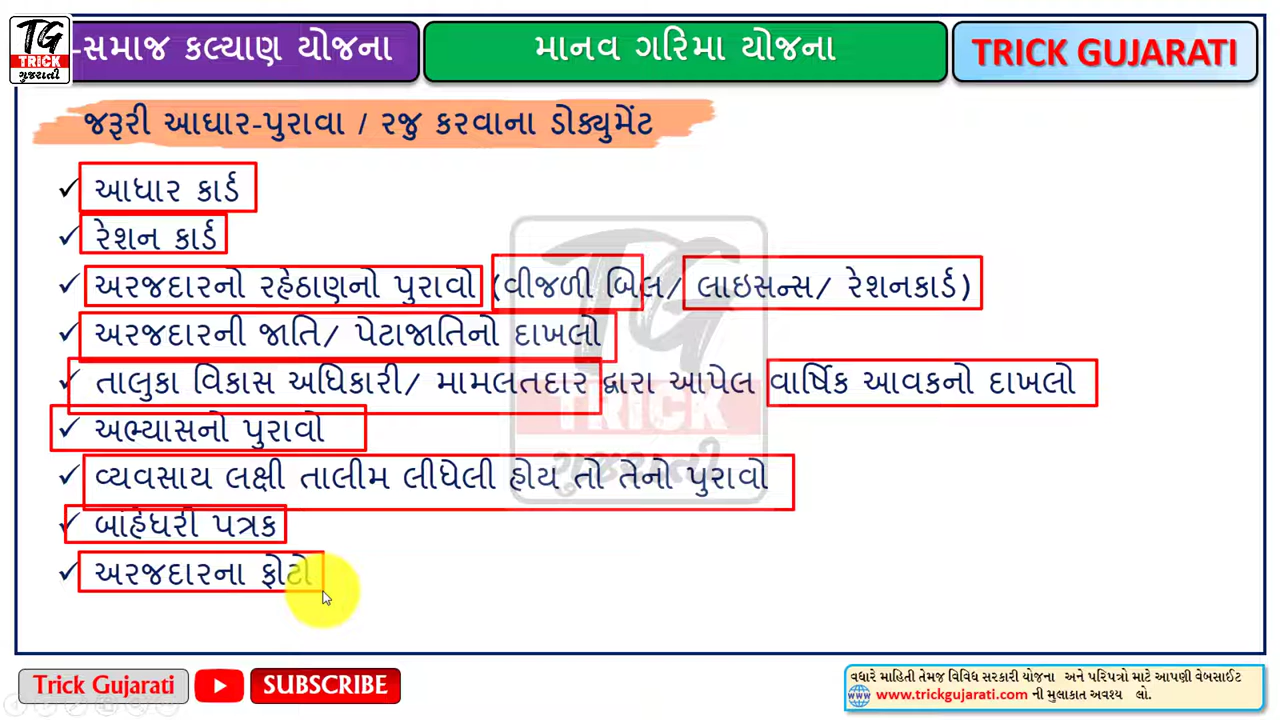 TG
TRICK
ગુજરાતી
-સમાજ કલ્યાણ યોજના
માનવ ગરિમા યોજના
TRICK GUJARATI
જરૂરી આધાર-પુરાવા / રજુ કરવાના ડોક્યુમેંટ
✓ આધાર કાર્ડ
✓ રેશન કાર્ડ
✓ અરજદારનો રહેઠાણનો પુરાવો (વીજળી બિલ/ લાઇસન્સ/ રેશનકાર્ડ)
✓ અરજદારની જાતિ/ પેટાજાતિનો દાખલો
✓ તાલુકા વિકાસ અધિકારી/ મામલતદાર દ્વારા આપેલ વાર્ષિક આવકનો દાખલો
✓ અભ્યાસનો પુરાવો
✓ વ્યવસાય લક્ષી તાલીમ લીધેલી હોય તો તેનો પુરાવો
✓ બાંહેધરી પત્રક
✓ અરજદારના ફોટો
TG
TRICK
ગુજરાતી
Trick Gujarati
SUBSCRIBE
વધારે માહિતી તેમજ વિવિધ સરકારી યોજના અને પરિપત્રો માટે આપણી વેબસાઈટ
www.trickgujarati.com ની મુલાકાત અવશ્ય લો.